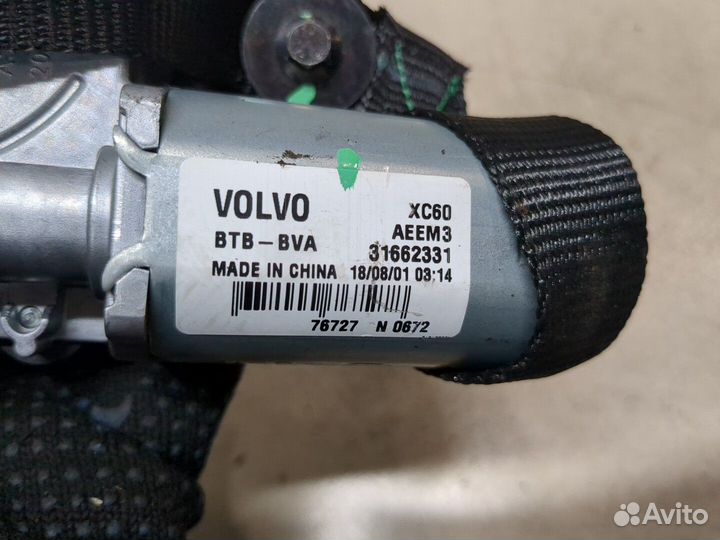 VOLVO XC60
BTB-BVA AEEM3
31662331
MADE IN CHINA 18/08/01 03:14
76727 N 0672
Avito